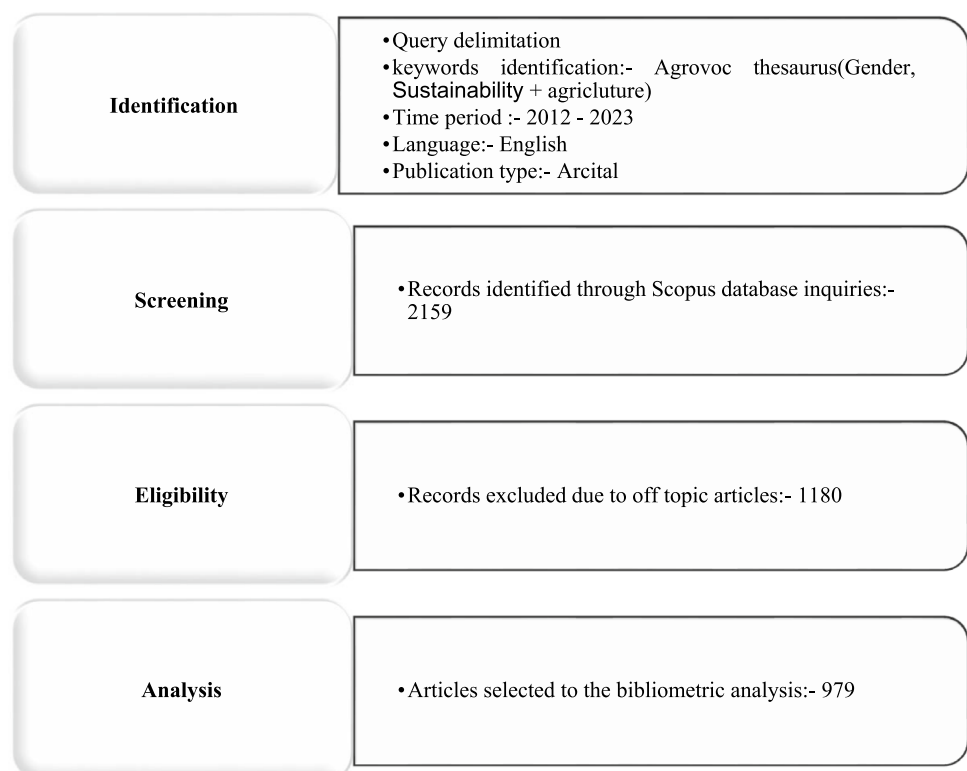 Identification
•Query delimitation
•keywords identification:- Agrovoc thesaurus(Gender,
Sustainability + agricluture)
•Time period :- 2012 - 2023
•Language:- English
•Publication type:- Arcital
Screening
•Records identified through Scopus database inquiries:-
2159
Eligibility
•Records excluded due to off topic articles:- 1180
Analysis
•Articles selected to the bibliometric analysis:- 979